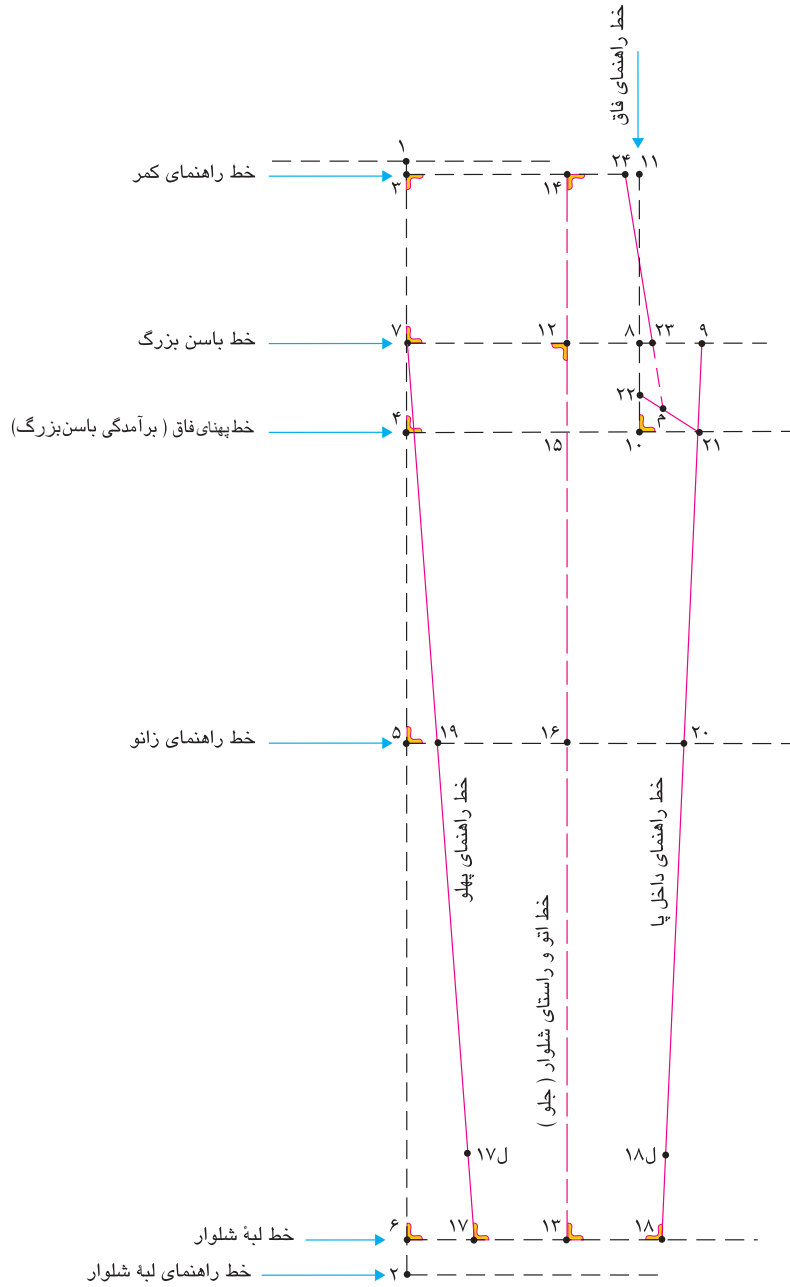 خط راهنمای فاق
۱
خط راهنمای کمر
۳
۱۴
۲۴
۱۱
خط باسن بزرگ
۷
۱۲
۸
۲۳
۹
۲۲
م
خط پهنای فاق ( برآمدگی باسن‌بزرگ)
۴
۱۵
۱۰
۲۱
خط راهنمای زانو
۵
۱۹
۱۶
۲۰
خط راهنمای پهلو
خط اتو و راستای شلوار ( جلو )
خط راهنمای داخل پا
ل۱۷
ل۱۸
خط لبهٔ شلوار
۶
۱۷
۱۳
۱۸
خط راهنمای لبهٔ شلوار
۲